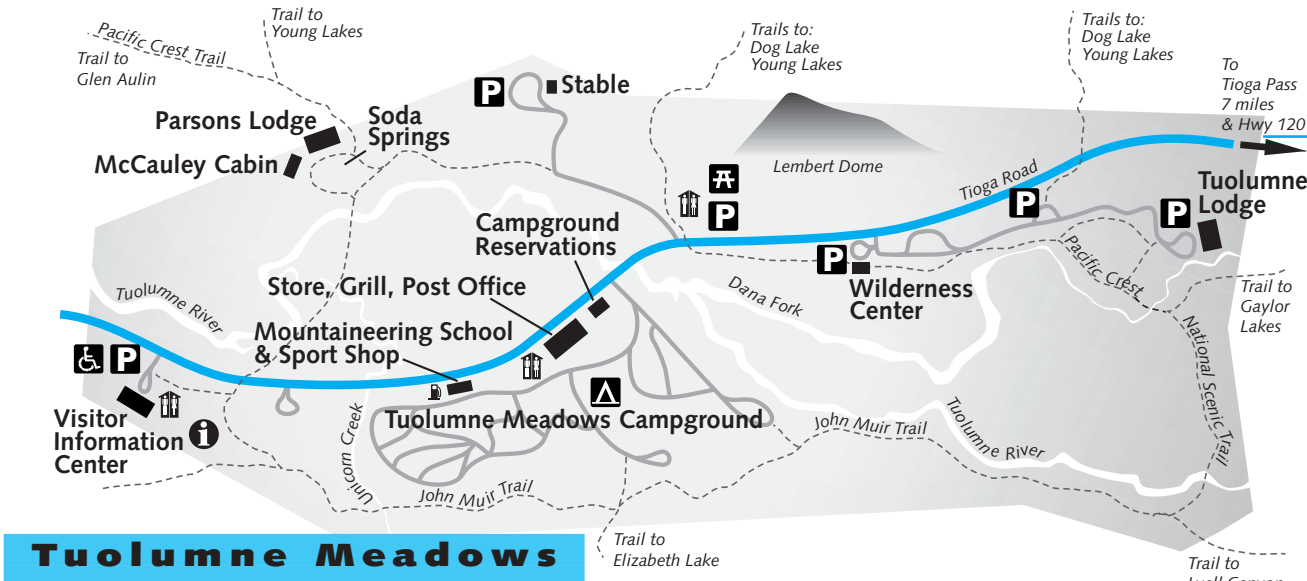 Trail to
Young Lakes
Pacific Crest Trail
Trail to
Glen Aulin
Trails to:
Dog Lake
Young Lakes
Trails to:
Dog Lake
Young Lakes
To
Tioga Pass
7 miles
& Hwy 120
P
Stable
Parsons Lodge
Soda
Springs
McCauley Cabin
Lembert Dome
Tioga Road
P
P
P
Tuolumne
Lodge
Campground
Reservations
P
Wilderness
Center
Pacific Crest
Trail to
Gaylor
Lakes
National Scenic Trail
Tuolumne River
Store, Grill, Post Office
Dana Fork
Mountaineering School
& Sport Shop
P
Visitor
Information
Center
i
Unicorn Creek
Tuolumne Meadows Campground
John Muir Trail
Tuolumne River
John Muir Trail
Trail to
Elizabeth Lake
Tuolumne Meadows
Trail to